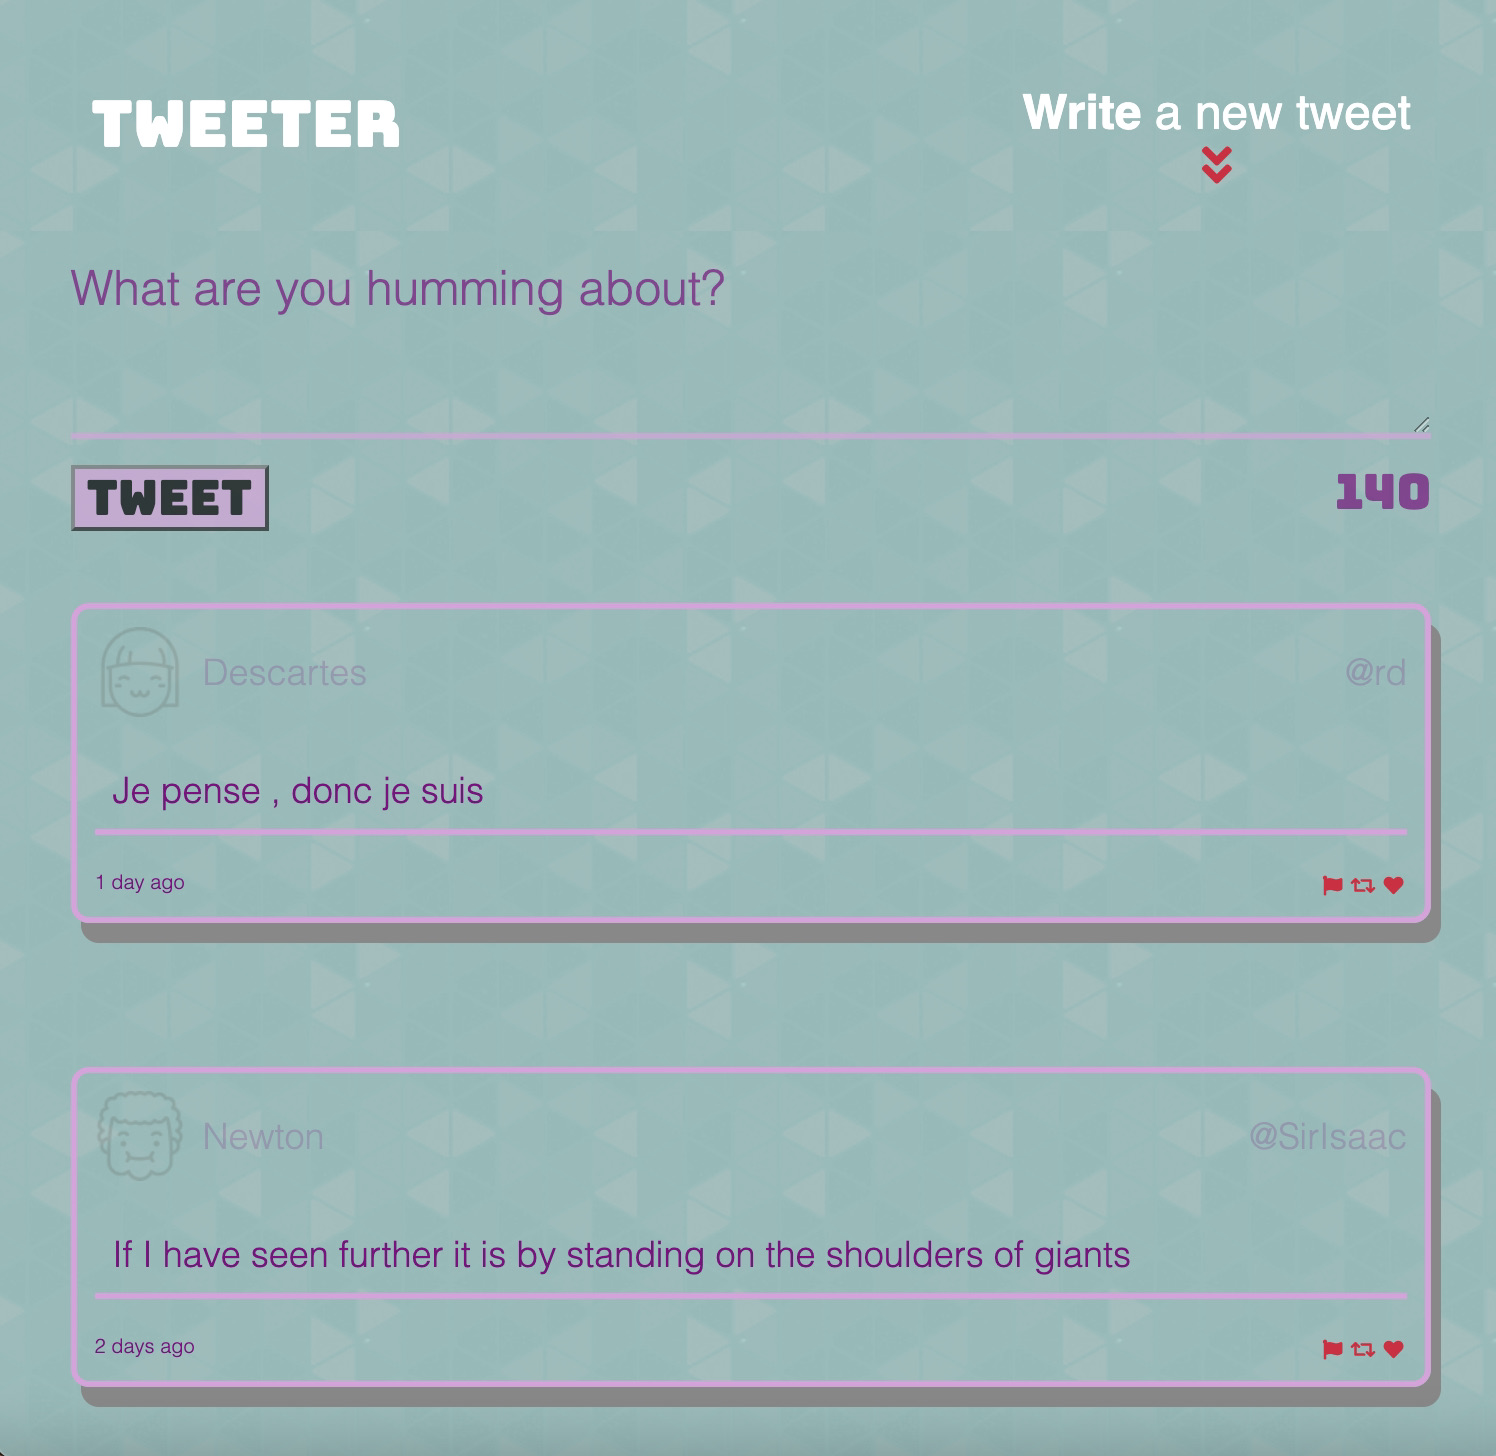 TWEETER
Write a new tweet
What are you humming about?
TWEET
140
Descartes
@rd
Je pense , donc je suis
1 day ago
Newton
@SirIsaac
If I have seen further it is by standing on the shoulders of giants
2 days ago